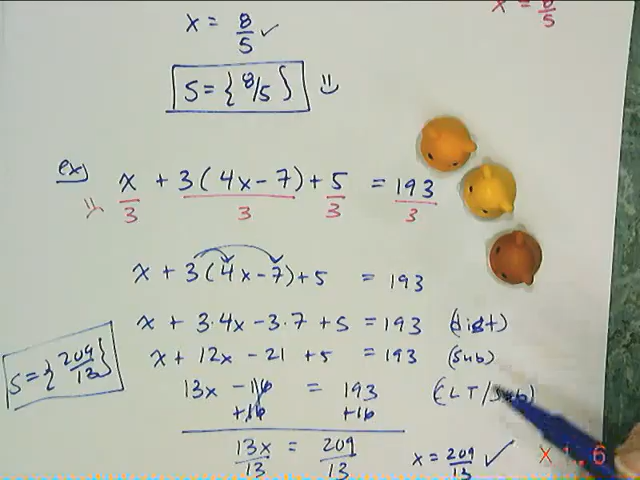 x = 8/5 ✓
x = 8/5
S = { 8/5 }
ex) x/3 + 3(4x-7)/3 + 5/3 = 193/3
x + 3(4x-7)+5 = 193
x + 3·4x - 3·7 + 5 = 193 (dist)
x + 12x - 21 + 5 = 193 (sub)
13x - 16 = 193 (LT/sub)
+16 +16
13x/13 = 209/13
x = 209/13 ✓
S = { 209/13 }